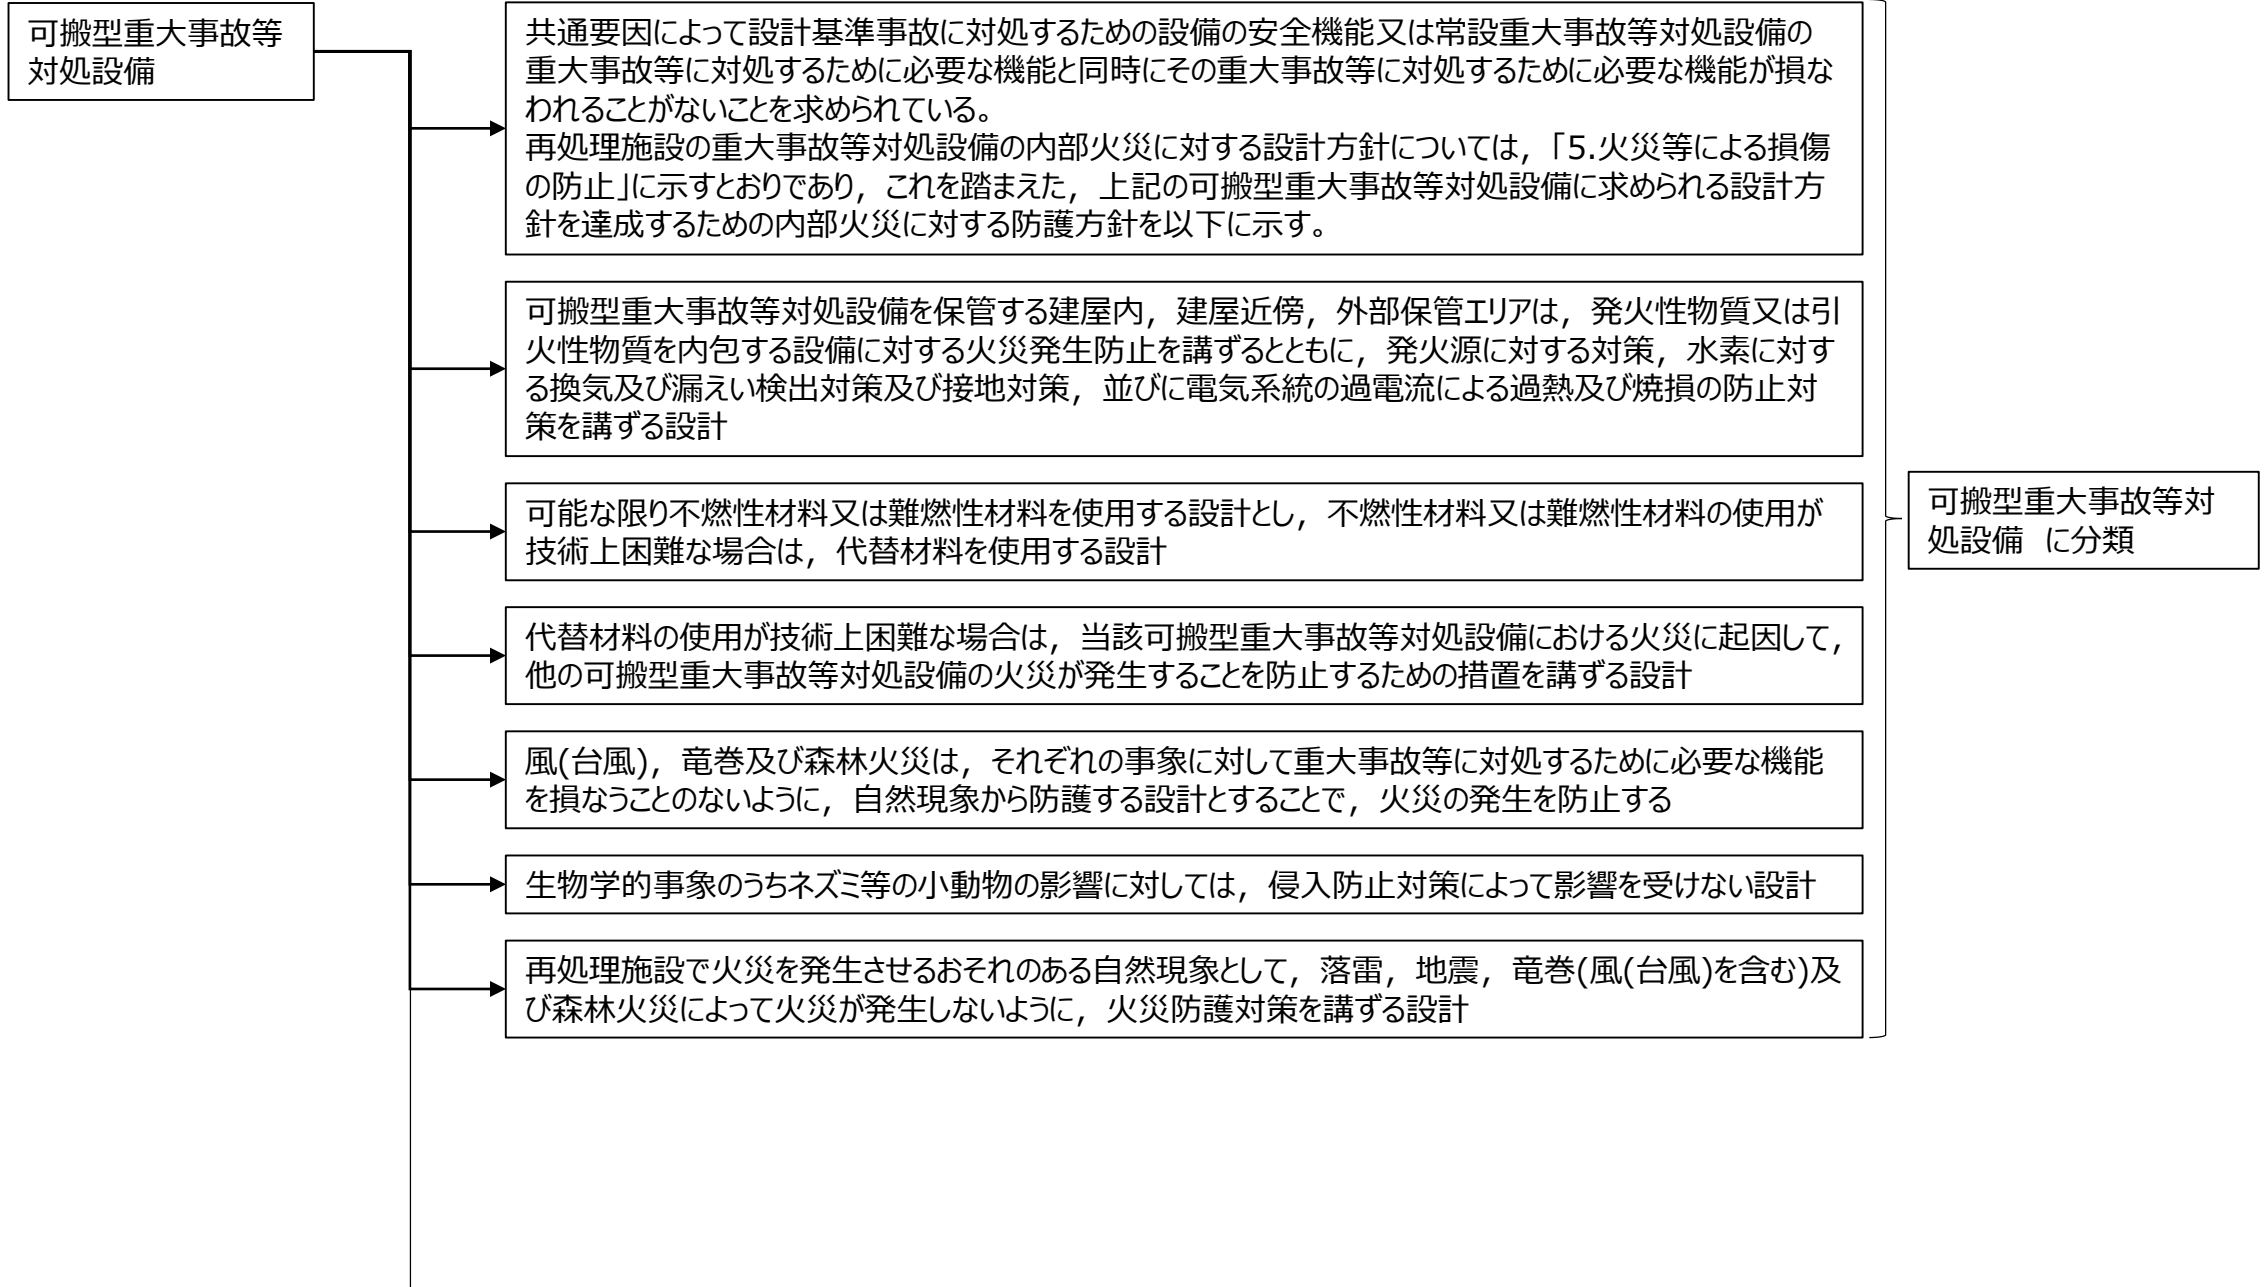 可搬型重大事故等
対処設備
共通要因によって設計基準事故に対処するための設備の安全機能又は常設重大事故等対処設備の
重大事故等に対処するために必要な機能と同時にその重大事故等に対処するために必要な機能が損な
われることがないことを求められている。
再処理施設の重大事故等対処設備の内部火災に対する設計方針については，「5.火災等による損傷
の防止」に示すとおりであり，これを踏まえた，上記の可搬型重大事故等対処設備に求められる設計方
針を達成するための内部火災に対する防護方針を以下に示す。
可搬型重大事故等対処設備を保管する建屋内，建屋近傍，外部保管エリアは，発火性物質又は引
火性物質を内包する設備に対する火災発生防止を講ずるとともに，発火源に対する対策，水素に対す
る換気及び漏えい検出対策及び接地対策，並びに電気系統の過電流による過熱及び焼損の防止対
策を講ずる設計
可能な限り不燃性材料又は難燃性材料を使用する設計とし，不燃性材料又は難燃性材料の使用が
技術上困難な場合は，代替材料を使用する設計
代替材料の使用が技術上困難な場合は，当該可搬型重大事故等対処設備における火災に起因して，
他の可搬型重大事故等対処設備の火災が発生することを防止するための措置を講ずる設計
風(台風)，竜巻及び森林火災は，それぞれの事象に対して重大事故等に対処するために必要な機能
を損なうことのないように，自然現象から防護する設計とすることで，火災の発生を防止する
生物学的事象のうちネズミ等の小動物の影響に対しては，侵入防止対策によって影響を受けない設計
再処理施設で火災を発生させるおそれのある自然現象として，落雷，地震，竜巻(風(台風)を含む)及
び森林火災によって火災が発生しないように，火災防護対策を講ずる設計
可搬型重大事故等対
処設備　に分類